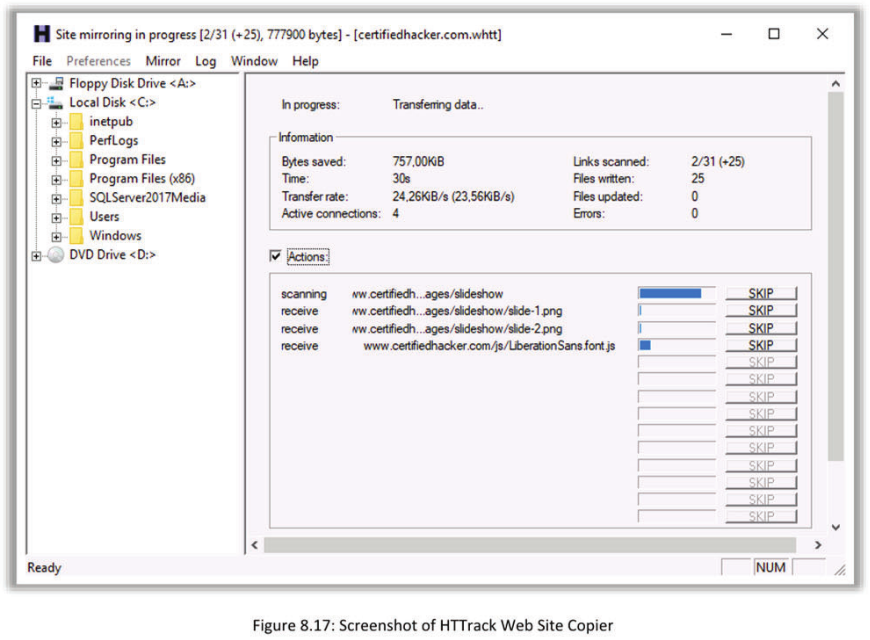 Site mirroring in progress [2/31 (+25), 777900 bytes] - [certifiedhacker.com.whtt]
File Preferences Mirror Log Window Help
Floppy Disk Drive <A:>
Local Disk <C:>
inetpub
PerfLogs
Program Files
Program Files (x86)
SQLServer2017Media
Users
Windows
DVD Drive <D:>
In progress: Transferring data..
Information
Bytes saved: 757,00KiB Links scanned: 2/31 (+25)
Time: 30s Files written: 25
Transfer rate: 24,26KiB/s (23,56KiB/s) Files updated: 0
Active connections: 4 Errors: 0
Actions:
scanning ww.certifiedh...ages/slideshow SKIP
receive ww.certifiedh...ages/slideshow/slide-1.png SKIP
receive ww.certifiedh...ages/slideshow/slide-2.png SKIP
receive www.certifiedhacker.com/js/LiberationSans.font.js SKIP
SKIP
SKIP
SKIP
SKIP
SKIP
SKIP
SKIP
SKIP
SKIP
SKIP
Ready NUM
Figure 8.17: Screenshot of HTTrack Web Site Copier